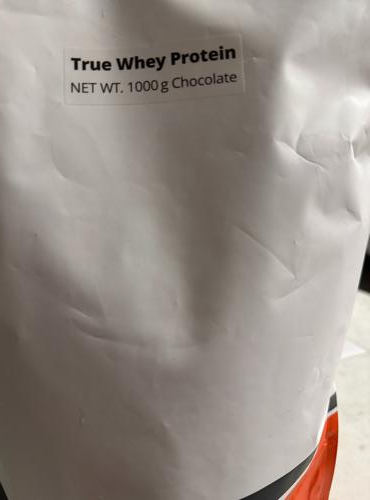 True Whey Protein
NET WT. 1000 g Chocolate